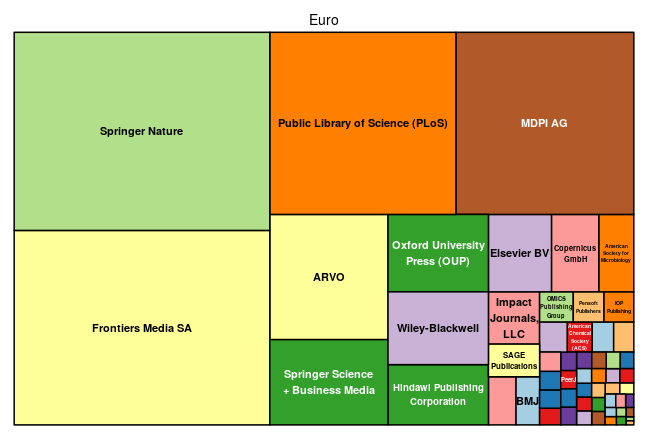 Euro
Springer Nature
Public Library of Science (PLoS)
MDPI AG
Frontiers Media SA
ARVO
Springer Science
+ Business Media
Oxford University
Press (OUP)
Wiley-Blackwell
Hindawi Publishing
Corporation
Elsevier BV
Copernicus
GmbH
American
Society for
Microbiology
Impact
Journals,
LLC
SAGE
Publications
BMJ
OMICS
Publishing
Group
Pensoft
Publishers
IOP
Publishing
American
Chemical
Society
(ACS)
PeerJ